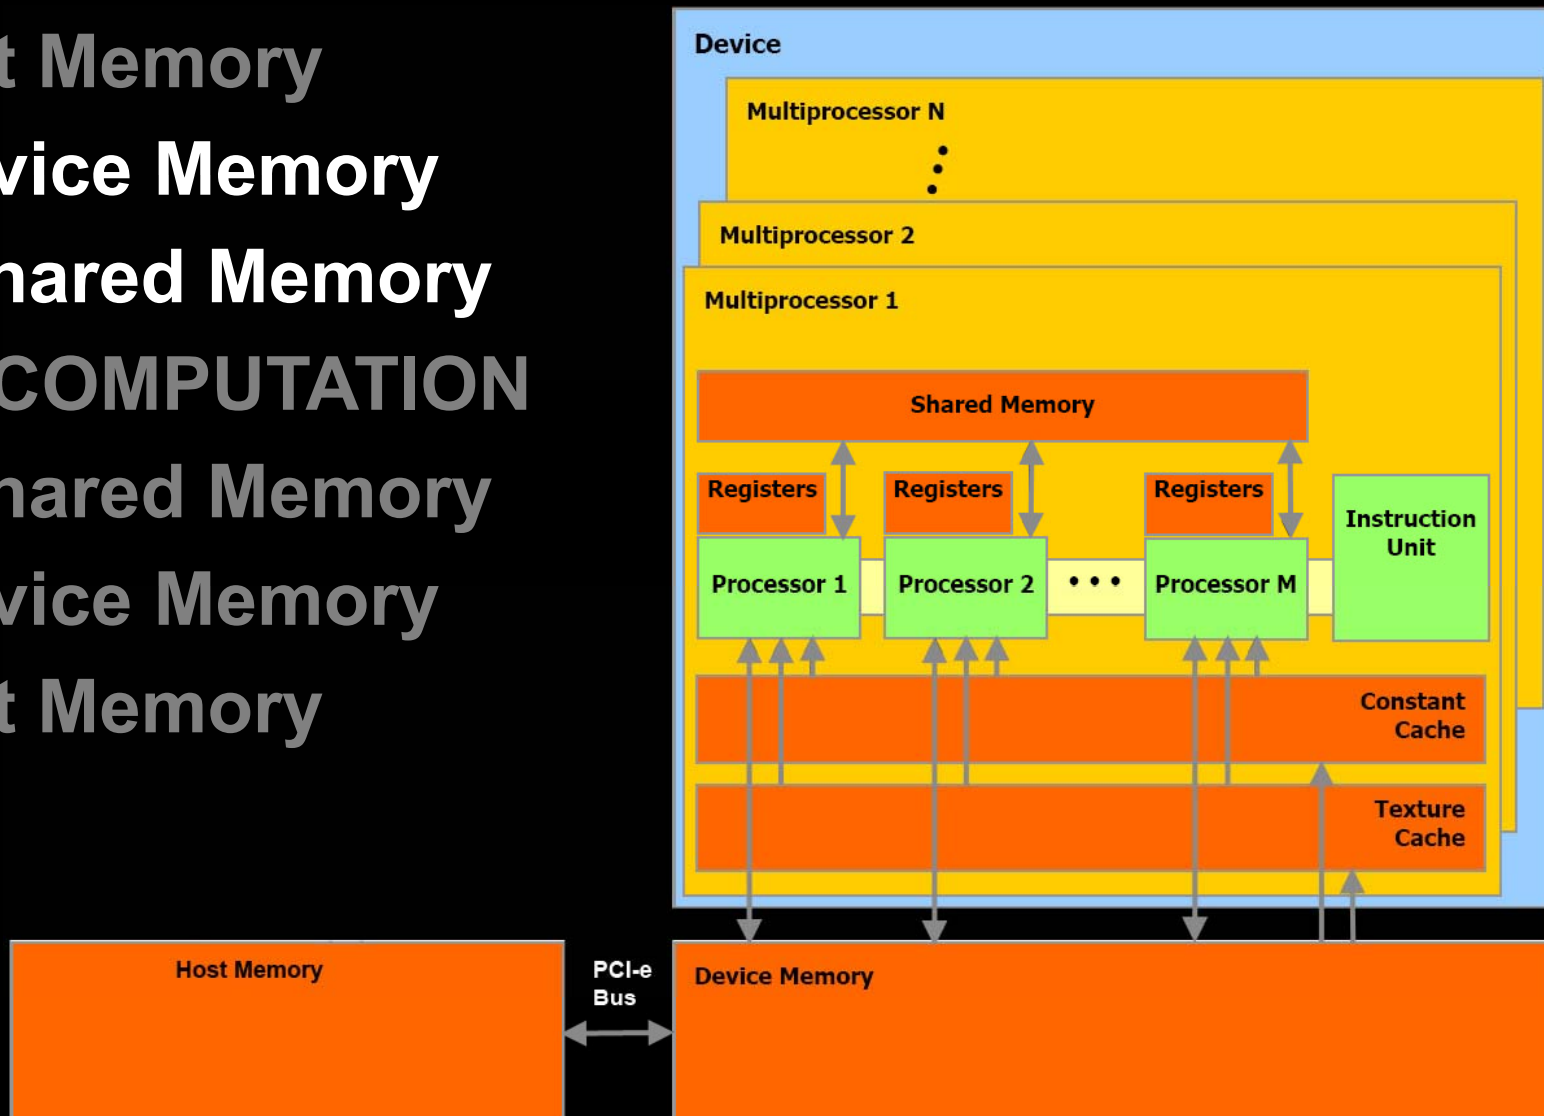 t Memory
vice Memory
hared Memory
COMPUTATION
hared Memory
vice Memory
t Memory
Device
Multiprocessor N
Multiprocessor 2
Multiprocessor 1
Shared Memory
Registers
Registers
Registers
Instruction
Unit
Processor 1
Processor 2
• • •
Processor M
Constant
Cache
Texture
Cache
Host Memory
PCI-e
Bus
Device Memory